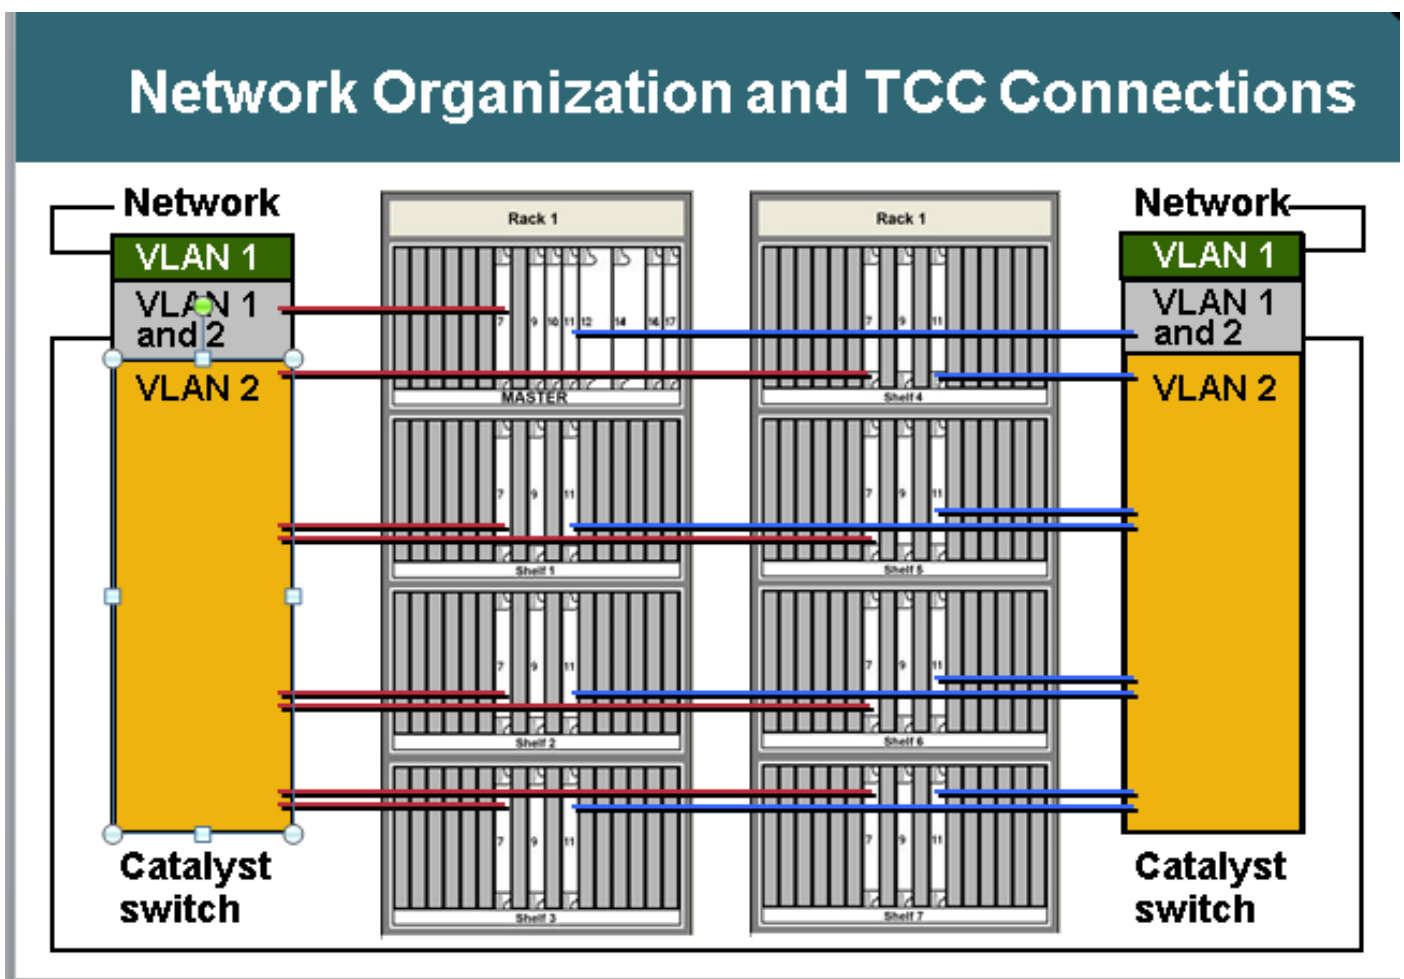 Network Organization and TCC Connections
Network
VLAN 1
VLAN 1
and 2
VLAN 2
Catalyst
switch
Rack 1
7 9 10 11 12 14 16 17
MASTER
7 9 11
Shelf 1
7 9 11
Shelf 2
7 9 11
Shelf 3
Rack 1
7 9 11
Shelf 4
7 9 11
Shelf 5
7 9 11
Shelf 6
7 9 11
Shelf 7
Network
VLAN 1
VLAN 1
and 2
VLAN 2
Catalyst
switch